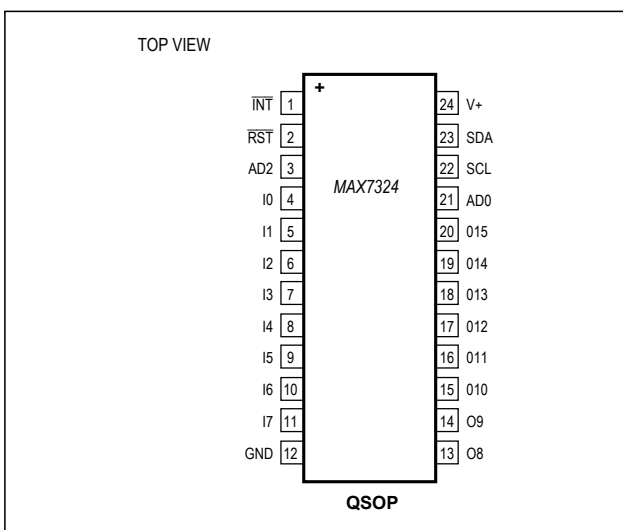 TOP VIEW
+
MAX7324
I̅N̅T̅ 1
R̅S̅T̅ 2
AD2 3
I0 4
I1 5
I2 6
I3 7
I4 8
I5 9
I6 10
I7 11
GND 12
24 V+
23 SDA
22 SCL
21 AD0
20 015
19 014
18 013
17 012
16 011
15 010
14 O9
13 O8
QSOP